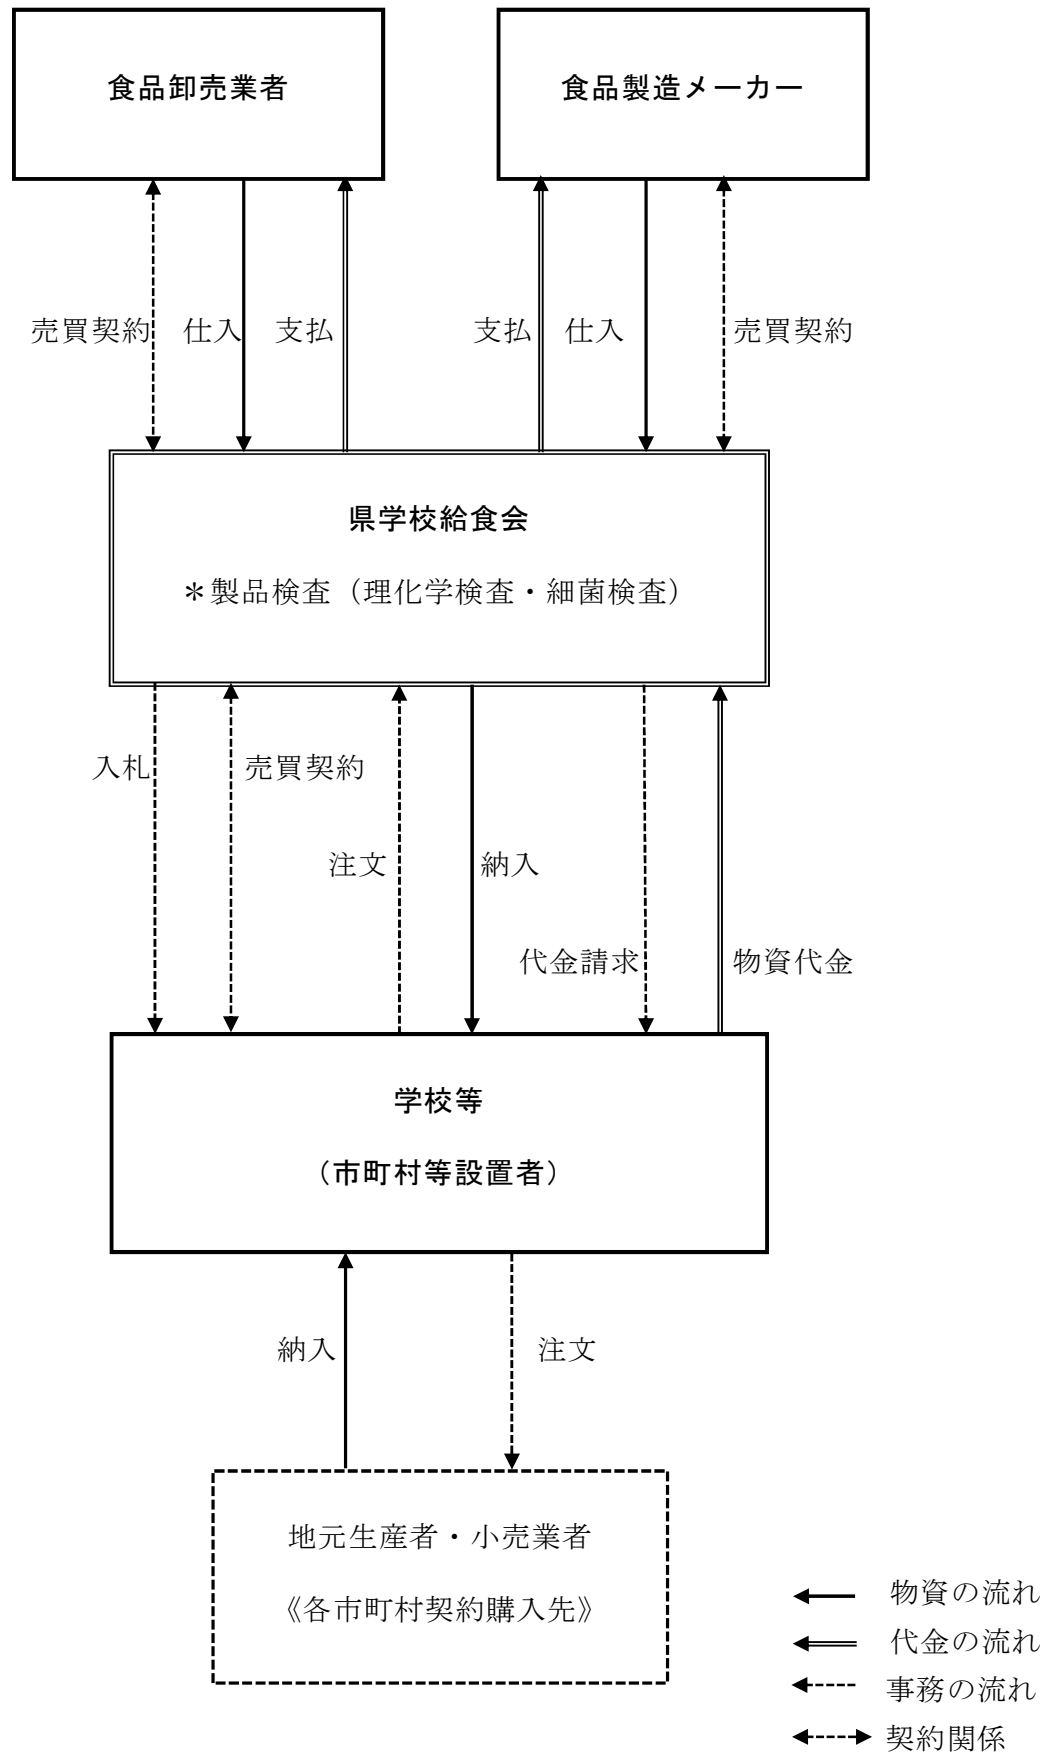 食品卸売業者
食品製造メーカー
売買契約
仕入
支払
支払
仕入
売買契約
県学校給食会
＊製品検査（理化学検査・細菌検査）
入札
売買契約
注文
納入
代金請求
物資代金
学校等
（市町村等設置者）
納入
注文
地元生産者・小売業者
《各市町村契約購入先》
物資の流れ
代金の流れ
事務の流れ
契約関係